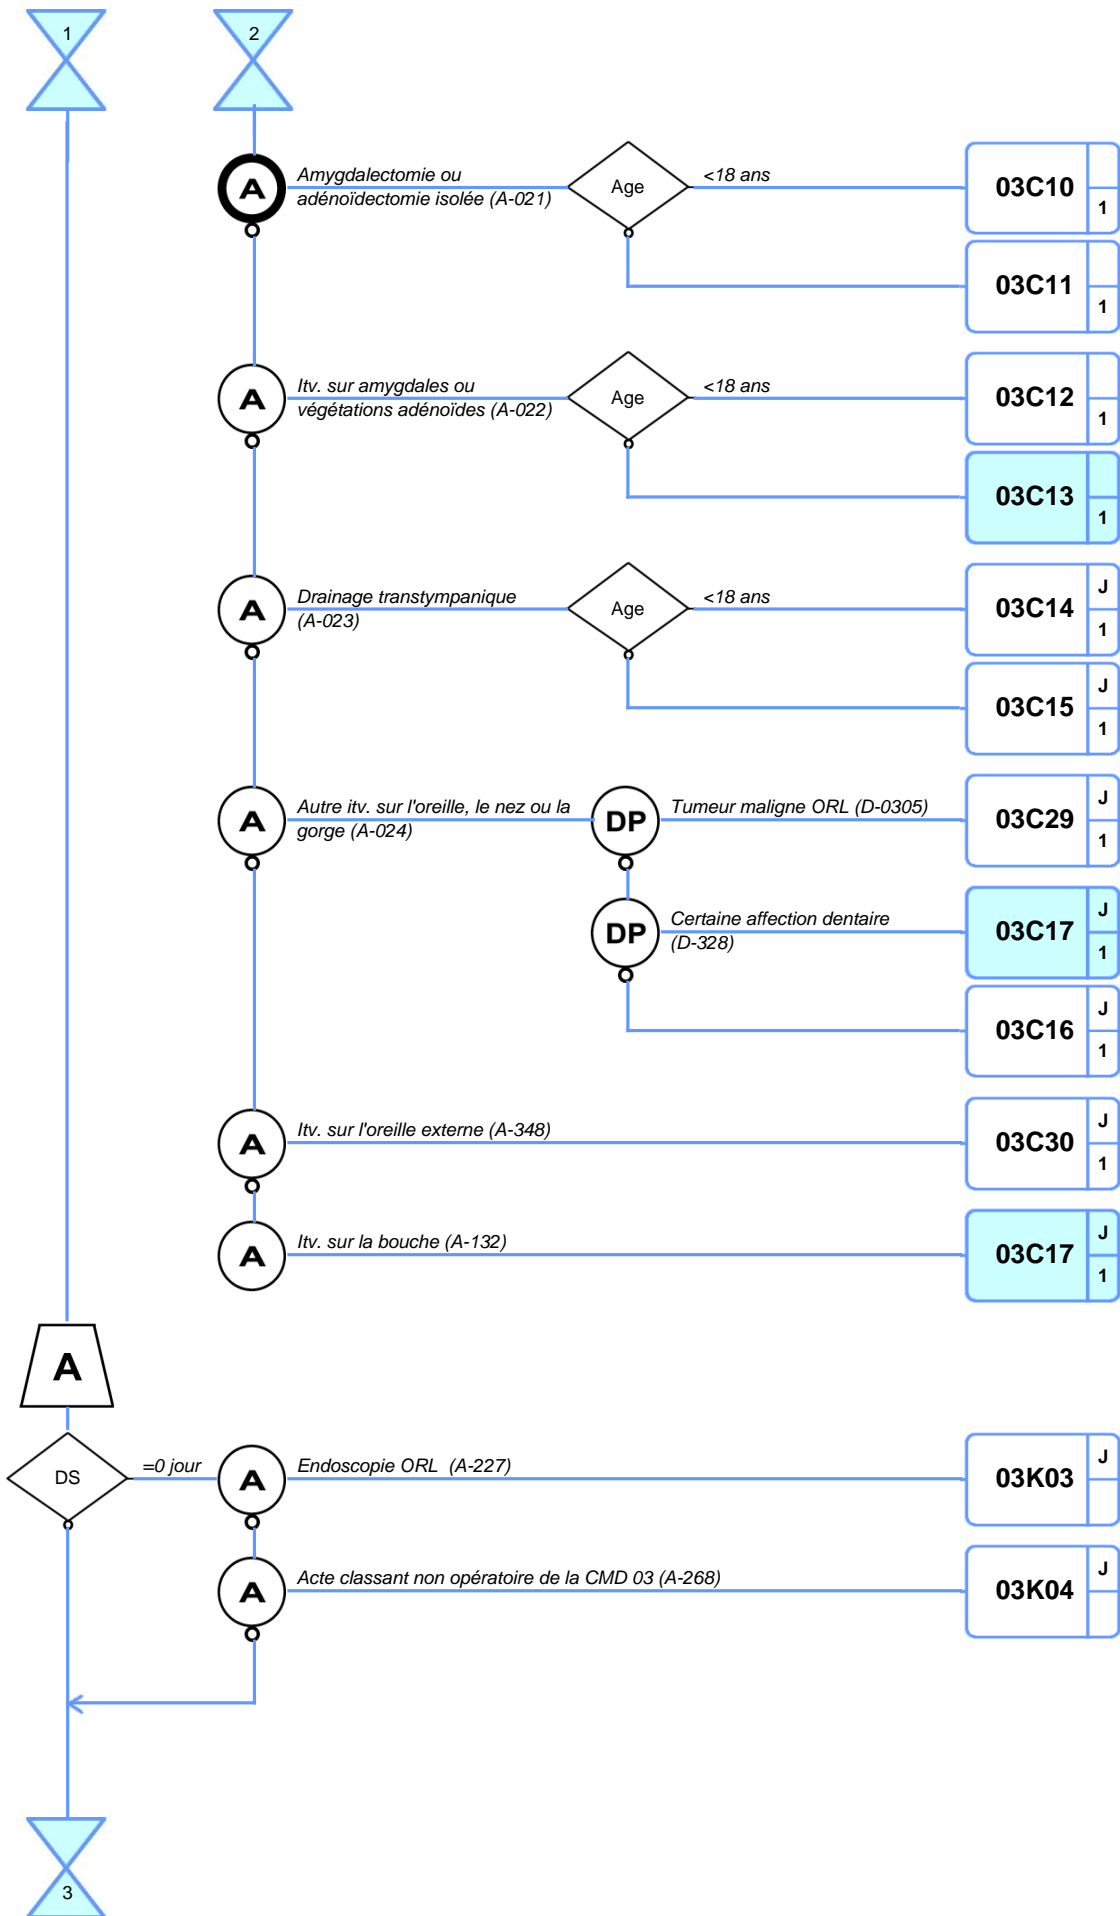 1
2
A
Amygdalectomie ou
adénoïdectomie isolée (A-021)
Age
<18 ans
03C10
1
03C11
1
A
Itv. sur amygdales ou
végétations adénoïdes (A-022)
Age
<18 ans
03C12
1
03C13
1
A
Drainage transtympanique
(A-023)
Age
<18 ans
03C14
J
1
03C15
J
1
A
Autre itv. sur l'oreille, le nez ou la
gorge (A-024)
DP
Tumeur maligne ORL (D-0305)
03C29
J
1
DP
Certaine affection dentaire
(D-328)
03C17
J
1
03C16
J
1
A
Itv. sur l'oreille externe (A-348)
03C30
J
1
A
Itv. sur la bouche (A-132)
03C17
J
1
A
DS
=0 jour
A
Endoscopie ORL (A-227)
03K03
J
A
Acte classant non opératoire de la CMD 03 (A-268)
03K04
J
3